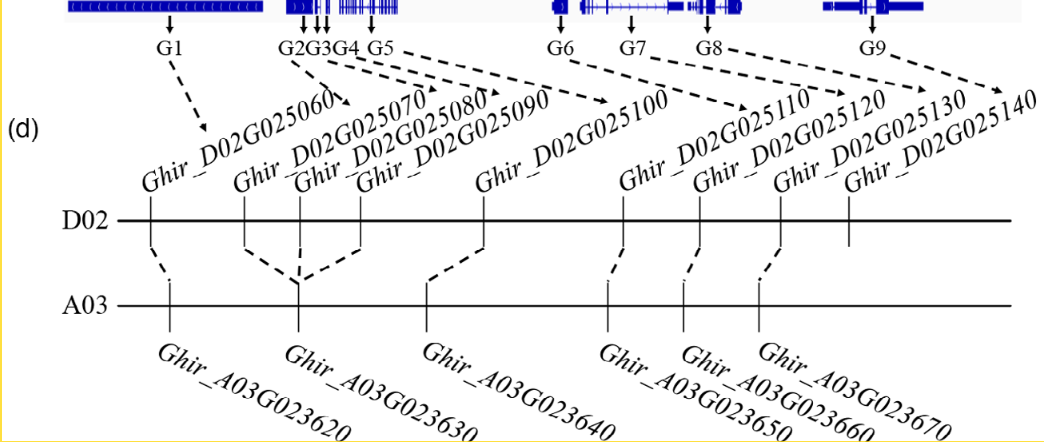 G1 G2 G3 G4 G5 G6 G7 G8 G9
(d)
Ghir_D02G025060
Ghir_D02G025070
Ghir_D02G025080
Ghir_D02G025090
Ghir_D02G025100
Ghir_D02G025110
Ghir_D02G025120
Ghir_D02G025130
Ghir_D02G025140
D02
A03
Ghir_A03G023620
Ghir_A03G023630
Ghir_A03G023640
Ghir_A03G023650
Ghir_A03G023660
Ghir_A03G023670